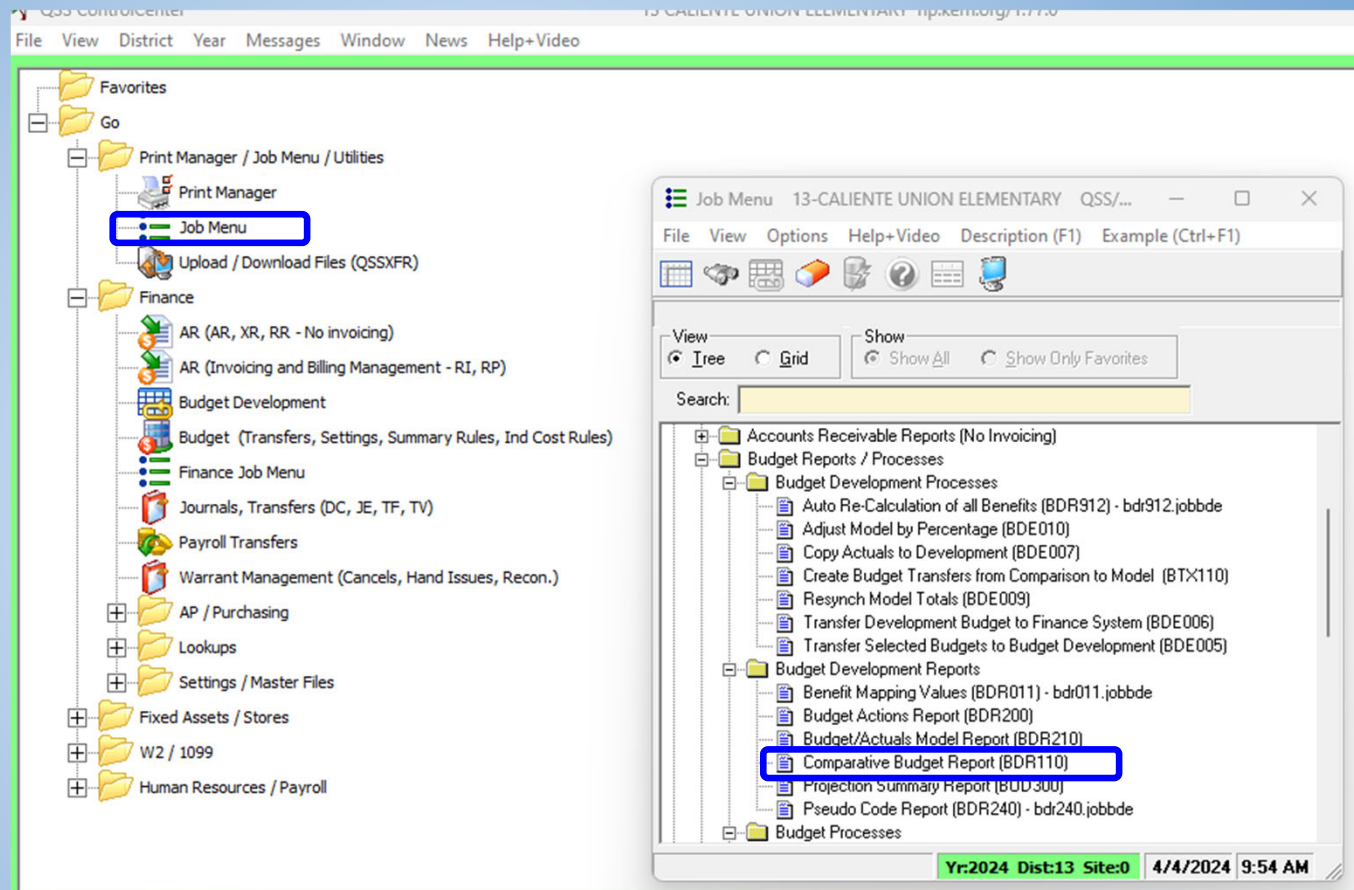 QSS ControlCenter
13 CALIENTE UNION ELEMENTARY
File View District Year Messages Window News Help+Video
Favorites
Go
Print Manager / Job Menu / Utilities
Print Manager
Job Menu
Upload / Download Files (QSSXFR)
Finance
AR (AR, XR, RR - No invoicing)
AR (Invoicing and Billing Management - RI, RP)
Budget Development
Budget (Transfers, Settings, Summary Rules, Ind Cost Rules)
Finance Job Menu
Journals, Transfers (DC, JE, TF, TV)
Payroll Transfers
Warrant Management (Cancels, Hand Issues, Recon.)
AP / Purchasing
Lookups
Settings / Master Files
Fixed Assets / Stores
W2 / 1099
Human Resources / Payroll
Job Menu 13-CALIENTE UNION ELEMENTARY QSS/...
File View Options Help+Video Description (F1) Example (Ctrl+F1)
View
Tree Grid
Show
Show All Show Only Favorites
Search:
Accounts Receivable Reports (No Invoicing)
Budget Reports / Processes
Budget Development Processes
Auto Re-Calculation of all Benefits (BDR912) - bdr912.jobbde
Adjust Model by Percentage (BDE010)
Copy Actuals to Development (BDE007)
Create Budget Transfers from Comparison to Model (BTX110)
Resynch Model Totals (BDE009)
Transfer Development Budget to Finance System (BDE006)
Transfer Selected Budgets to Budget Development (BDE005)
Budget Development Reports
Benefit Mapping Values (BDR011) - bdr011.jobbde
Budget Actions Report (BDR200)
Budget/Actuals Model Report (BDR210)
Comparative Budget Report (BDR110)
Projection Summary Report (BUD300)
Pseudo Code Report (BDR240) - bdr240.jobbde
Budget Processes
Yr:2024 Dist:13 Site:0 4/4/2024 9:54 AM